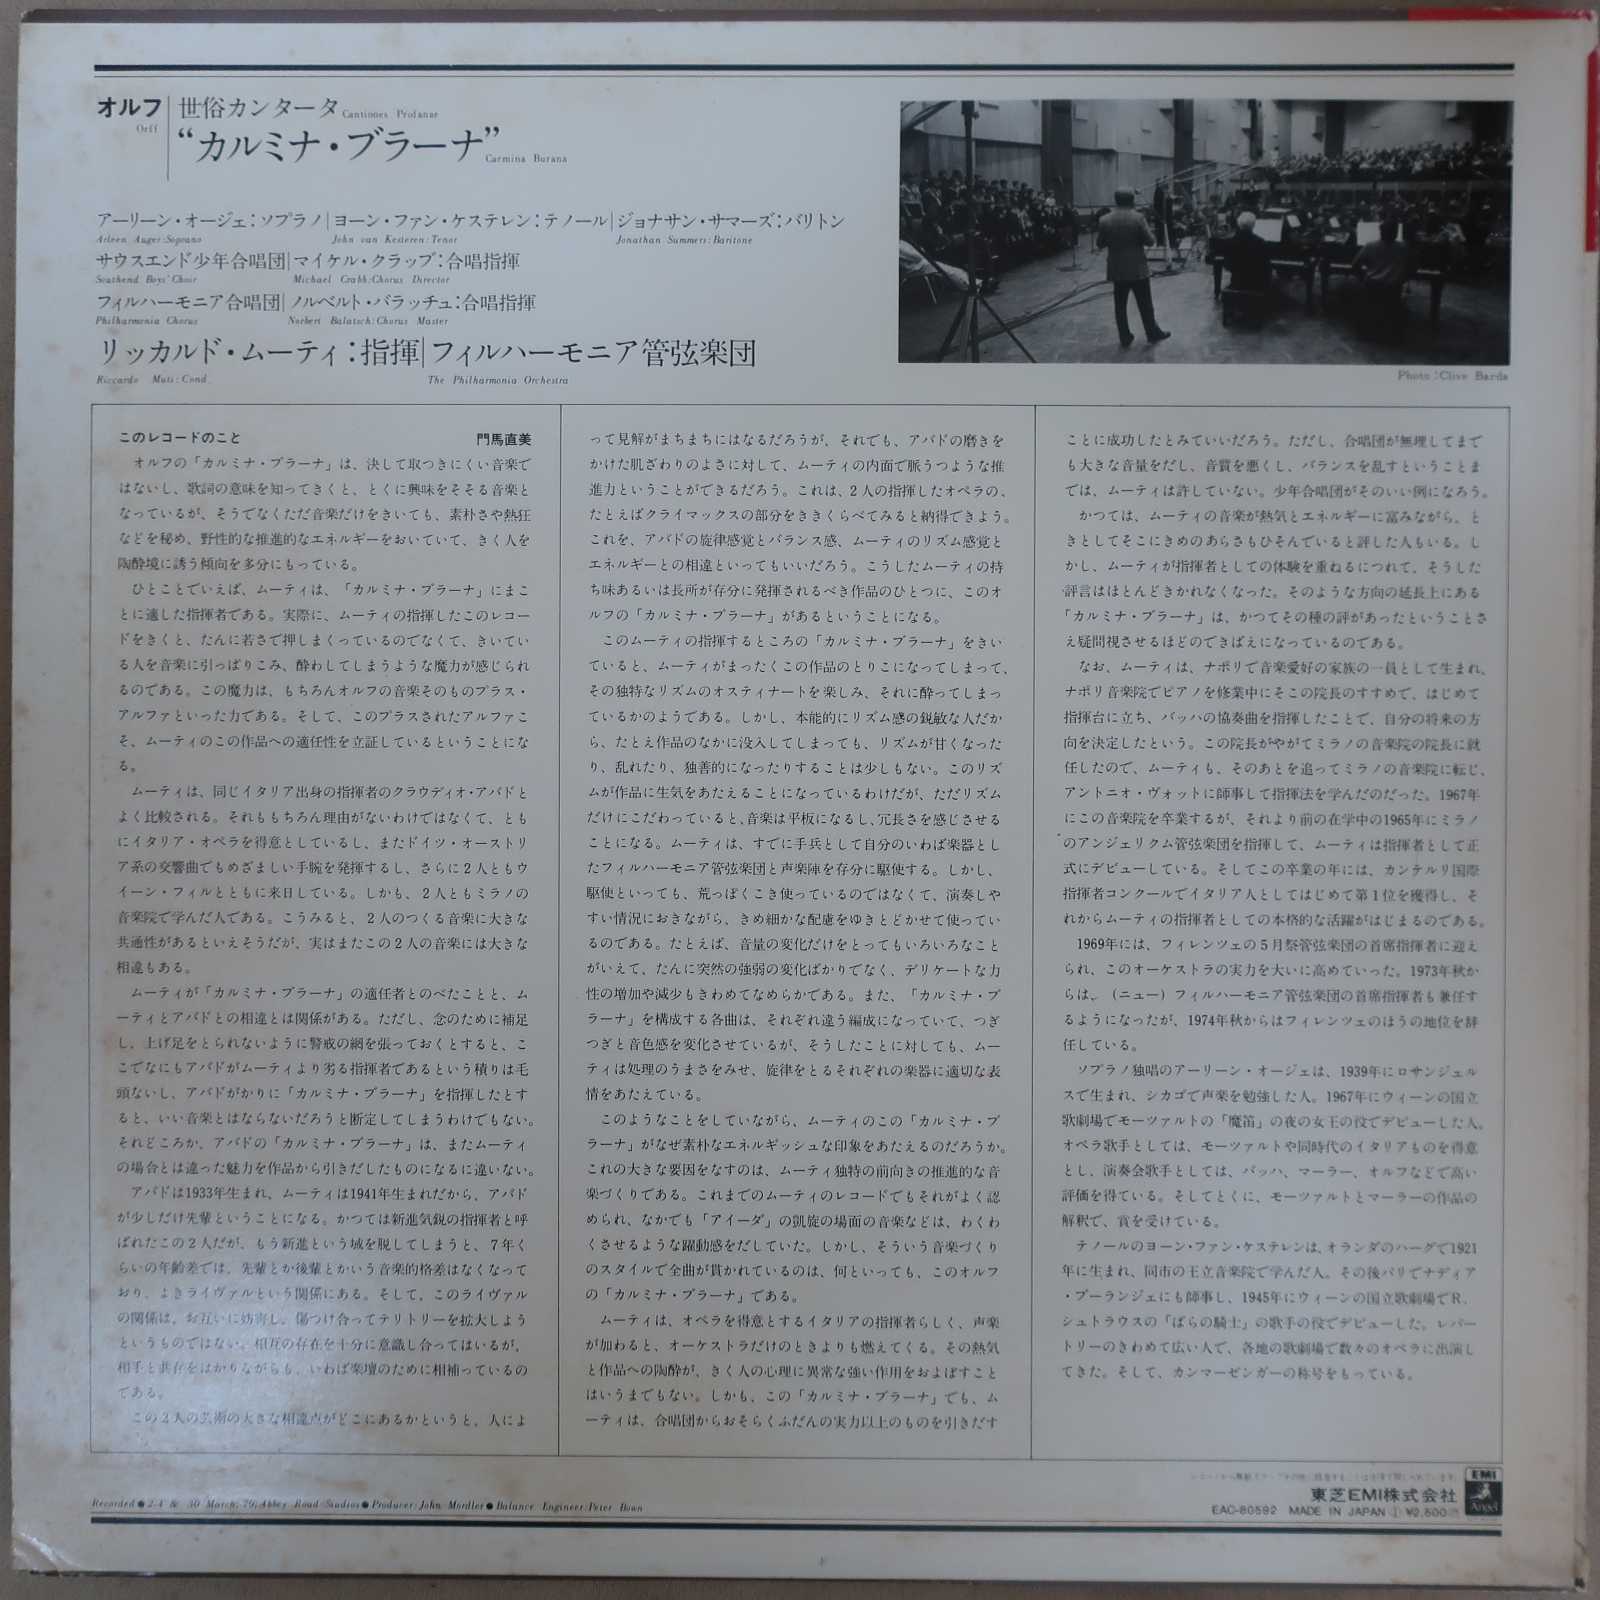 オルフ
Orff
世俗カンタータ Cantiones Profanae
“カルミナ・ブラーナ” Carmina Burana
アーリーン・オージェ:ソプラノ|ヨーン・ファン・ケステレン:テノール|ジョナサン・サマーズ:バリトン
Arleen Auger:Soprano John van Kesteren:Tenor Jonathan Summers:Baritone
サウスエンド少年合唱団|マイケル・クラッブ:合唱指揮
Southend Boys' Choir Michael Crabb:Chorus Director
フィルハーモニア合唱団|ノルベルト・バラッチュ:合唱指揮
Philharmonia Chorus Norbert Balatsch:Chorus Master
リッカルド・ムーティ:指揮|フィルハーモニア管弦楽団
Riccardo Muti:Cond. The Philharmonia Orchestra
Photo:Clive Barda
このレコードのこと 門馬直美
オルフの「カルミナ・ブラーナ」は、決して取つきにくい音楽で
はないし、歌詞の意味を知ってきくと、とくに興味をそそる音楽と
なっているが、そうでなくただ音楽だけをきいても、素朴さや熱狂
などを秘め、野性的な推進的なエネルギーをおいていて、きく人を
陶酔境に誘う傾向を多分にもっている。
ひとことでいえば、ムーティは、「カルミナ・ブラーナ」にまこ
とに適した指揮者である。実際に、ムーティの指揮したこのレコー
ドをきくと、たんに若さで押しまくっているのでなくて、きいてい
る人を音楽に引っぱりこみ、酔わしてしまうような魔力が感じられ
るのである。この魔力は、もちろんオルフの音楽そのものプラス・
アルファといった力である。そして、このプラスされたアルファこ
そ、ムーティのこの作品への適任性を立証しているということにな
る。
ムーティは、同じイタリア出身の指揮者のクラウディオ・アバドと
よく比較される。それももちろん理由がないわけではなくて、とも
にイタリア・オペラを得意としているし、またドイツ・オーストリ
ア系の交響曲でもめざましい手腕を発揮するし、さらに2人ともウ
イーン・フィルとともに来日している。しかも、2人ともミラノの
音楽院で学んだ人である。こうみると、2人のつくる音楽に大きな
共通性があるといえそうだが、実はまたこの2人の音楽には大きな
相違もある。
ムーティが「カルミナ・ブラーナ」の適任者とのべたことと、ム
ーティとアバドとの相違とは関係がある。ただし、念のために補足
し、上げ足をとられないように警戒の網を張っておくとすると、こ
こでなにもアバドがムーティより劣る指揮者であるという積りは毛
頭ないし、アバドがかりに「カルミナ・ブラーナ」を指揮したとす
ると、いい音楽とはならないだろうと断定してしまうわけでもない。
それどころか、アバドの「カルミナ・ブラーナ」は、またムーティ
の場合とは違った魅力を作品から引きだしたものになるに違いない。
アバドは1933年生まれ、ムーティは1941年生まれだから、アバド
が少しだけ先輩ということになる。かつては新進気鋭の指揮者と呼
ばれたこの2人だが、もう新進という域を脱してしまうと、7年く
らいの年齢差では、先輩とか後輩とかいう音楽的格差はなくなって
おり、よきライヴァルという関係にある。そして、このライヴァル
の関係は、お互いに妨害し、傷つけ合ってテリトリーを拡大しよう
というものではない。相互の存在を十分に意識し合ってはいるが、
相手と共存をはかりながらも、いわば楽壇のために相補っているの
である。
この2人の芸術の大きな相違点がどこにあるかというと、人によ
って見解がまちまちにはなるだろうが、それでも、アバドの磨きを
かけた肌ざわりのよさに対して、ムーティの内面で脈うつような推
進力ということができるだろう。これは、2人の指揮したオペラの、
たとえばクライマックスの部分をききくらべてみると納得できよう。
これを、アバドの旋律感覚とバランス感、ムーティのリズム感覚と
エネルギーとの相違といってもいいだろう。こうしたムーティの持
ち味あるいは長所が存分に発揮されるべき作品のひとつに、このオ
ルフの「カルミナ・ブラーナ」があるということになる。
このムーティの指揮するところの「カルミナ・ブラーナ」をきい
ていると、ムーティがまったくこの作品のとりこになってしまって、
その独特なリズムのオスティナートを楽しみ、それに酔ってしまっ
ているかのようである。しかし、本能的にリズム感の鋭敏な人だか
ら、たとえ作品のなかに没入してしまっても、リズムが甘くなった
り、乱れたり、独善的になったりすることは少しもない。このリズ
ムが作品に生気をあたえることになっているわけだが、ただリズム
だけにこだわっていると、音楽は平板になるし、冗長さを感じさせる
ことになる。ムーティは、すでに手兵として自分のいわば楽器とし
たフィルハーモニア管弦楽団と声楽陣を存分に駆使する。しかし、
駆使といっても、荒っぽくこき使っているのではなくて、演奏しや
すい情況におきながら、きめ細かな配慮をゆきとどかせて使ってい
るのである。たとえば、音量の変化だけをとってもいろいろなこと
がいえて、たんに突然の強弱の変化ばかりでなく、デリケートな力
性の増加や減少もきわめてなめらかである。また、「カルミナ・ブ
ラーナ」を構成する各曲は、それぞれ違う編成になっていて、つぎ
つぎと音色感を変化させているが、そうしたことに対しても、ムー
ティは処理のうまさをみせ、旋律をとるそれぞれの楽器に適切な表
情をあたえている。
このようなことをしていながら、ムーティのこの「カルミナ・ブ
ラーナ」がなぜ素朴なエネルギッシュな印象をあたえるのだろうか。
これの大きな要因をなすのは、ムーティ独特の前向きの推進的な音
楽づくりである。これまでのムーティのレコードでもそれがよく認
められ、なかでも「アイーダ」の凱旋の場面の音楽などは、わくわ
くさせるような躍動感をだしていた。しかし、そういう音楽づくり
のスタイルで全曲が貫かれているのは、何といっても、このオルフ
の「カルミナ・ブラーナ」である。
ムーティは、オペラを得意とするイタリアの指揮者らしく、声楽
が加わると、オーケストラだけのときよりも燃えてくる。その熱気
と作品への陶酔が、きく人の心理に異常な強い作用をおよぼすこと
はいうまでもない。しかも、この「カルミナ・ブラーナ」でも、ム
ーティは、合唱団からおそらくふだんの実力以上のものを引きだす
ことに成功したとみていいだろう。ただし、合唱団が無理してまで
も大きな音量をだし、音質を悪くし、バランスを乱すということま
では、ムーティは許していない。少年合唱団がそのいい例になろう。
かつては、ムーティの音楽が熱気とエネルギーに富みながら、と
きとしてそこにきめのあらさもひそんでいると評した人もいる。し
かし、ムーティが指揮者としての体験を重ねるにつれて、そうした
評言はほとんどきかれなくなった。そのような方向の延長上にある
「カルミナ・ブラーナ」は、かつてその種の評があったということさ
え疑問視させるほどのできばえになっているのである。
なお、ムーティは、ナポリで音楽愛好の家族の一員として生まれ、
ナポリ音楽院でピアノを修業中にそこの院長のすすめで、はじめて
指揮台に立ち、バッハの協奏曲を指揮したことで、自分の将来の方
向を決定したという。この院長がやがてミラノの音楽院の院長に就
任したので、ムーティも、そのあとを追ってミラノの音楽院に転じ、
アントニオ・ヴォットに師事して指揮法を学んだのだった。1967年
にこの音楽院を卒業するが、それより前の在学中の1965年にミラノ
のアンジェリクム管弦楽団を指揮して、ムーティは指揮者として正
式にデビューしている。そしてこの卒業の年には、カンテルリ国際
指揮者コンクールでイタリア人としてはじめて第1位を獲得し、そ
れからムーティの指揮者としての本格的な活躍がはじまるのである。
1969年には、フィレンツェの5月祭管弦楽団の首席指揮者に迎え
られ、このオーケストラの実力を大いに高めていった。1973年秋か
らは、(ニュー)フィルハーモニア管弦楽団の首席指揮者も兼任す
るようになったが、1974年秋からはフィレンツェのほうの地位を辞
任している。
ソプラノ独唱のアーリーン・オージェは、1939年にロサンジェル
スで生まれ、シカゴで声楽を勉強した人。1967年にウィーンの国立
歌劇場でモーツァルトの「魔笛」の夜の女王の役でデビューした人。
オペラ歌手としては、モーツァルトや同時代のイタリアものを得意
とし、演奏会歌手としては、バッハ、マーラー、オルフなどで高い
評価を得ている。そしてとくに、モーツァルトとマーラーの作品の
解釈で、賞を受けている。
テノールのヨーン・ファン・ケステレンは、オランダのハーグで1921
年に生まれ、同市の王立音楽院で学んだ人。その後パリでナディア
・ブーランジェにも師事し、1945年にウィーンの国立歌劇場でR.
シュトラウスの「ばらの騎士」の歌手の役でデビューした。レパー
トリーのきわめて広い人で、各地の歌劇場で数々のオペラに出演し
てきた。そして、カンマーゼンガーの称号をもっている。
Recorded●2-4 & 30 March,'79,Abbey Road Studios●Producer:John Mordler●Balance Engineer:Peter Bown
東芝EMI株式会社
EAC-80592 MADE IN JAPAN Ⓘ ¥2,500
EMI
Angel